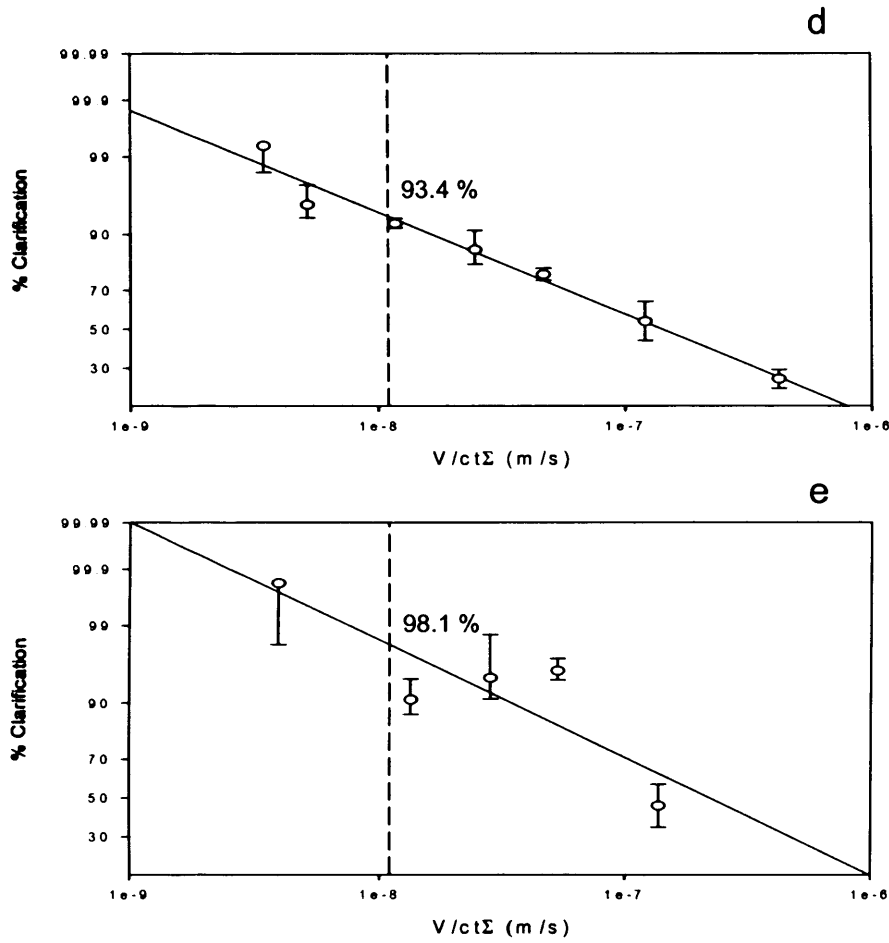 d
99.99
99.9
99
90
70
50
30
% Clarification
93.4 %
1e-9
1e-8
1e-7
1e-6
V/ctΣ (m/s)
e
99.99
99.9
99
90
70
50
30
% Clarification
98.1 %
1e-9
1e-8
1e-7
1e-6
V/ctΣ (m/s)